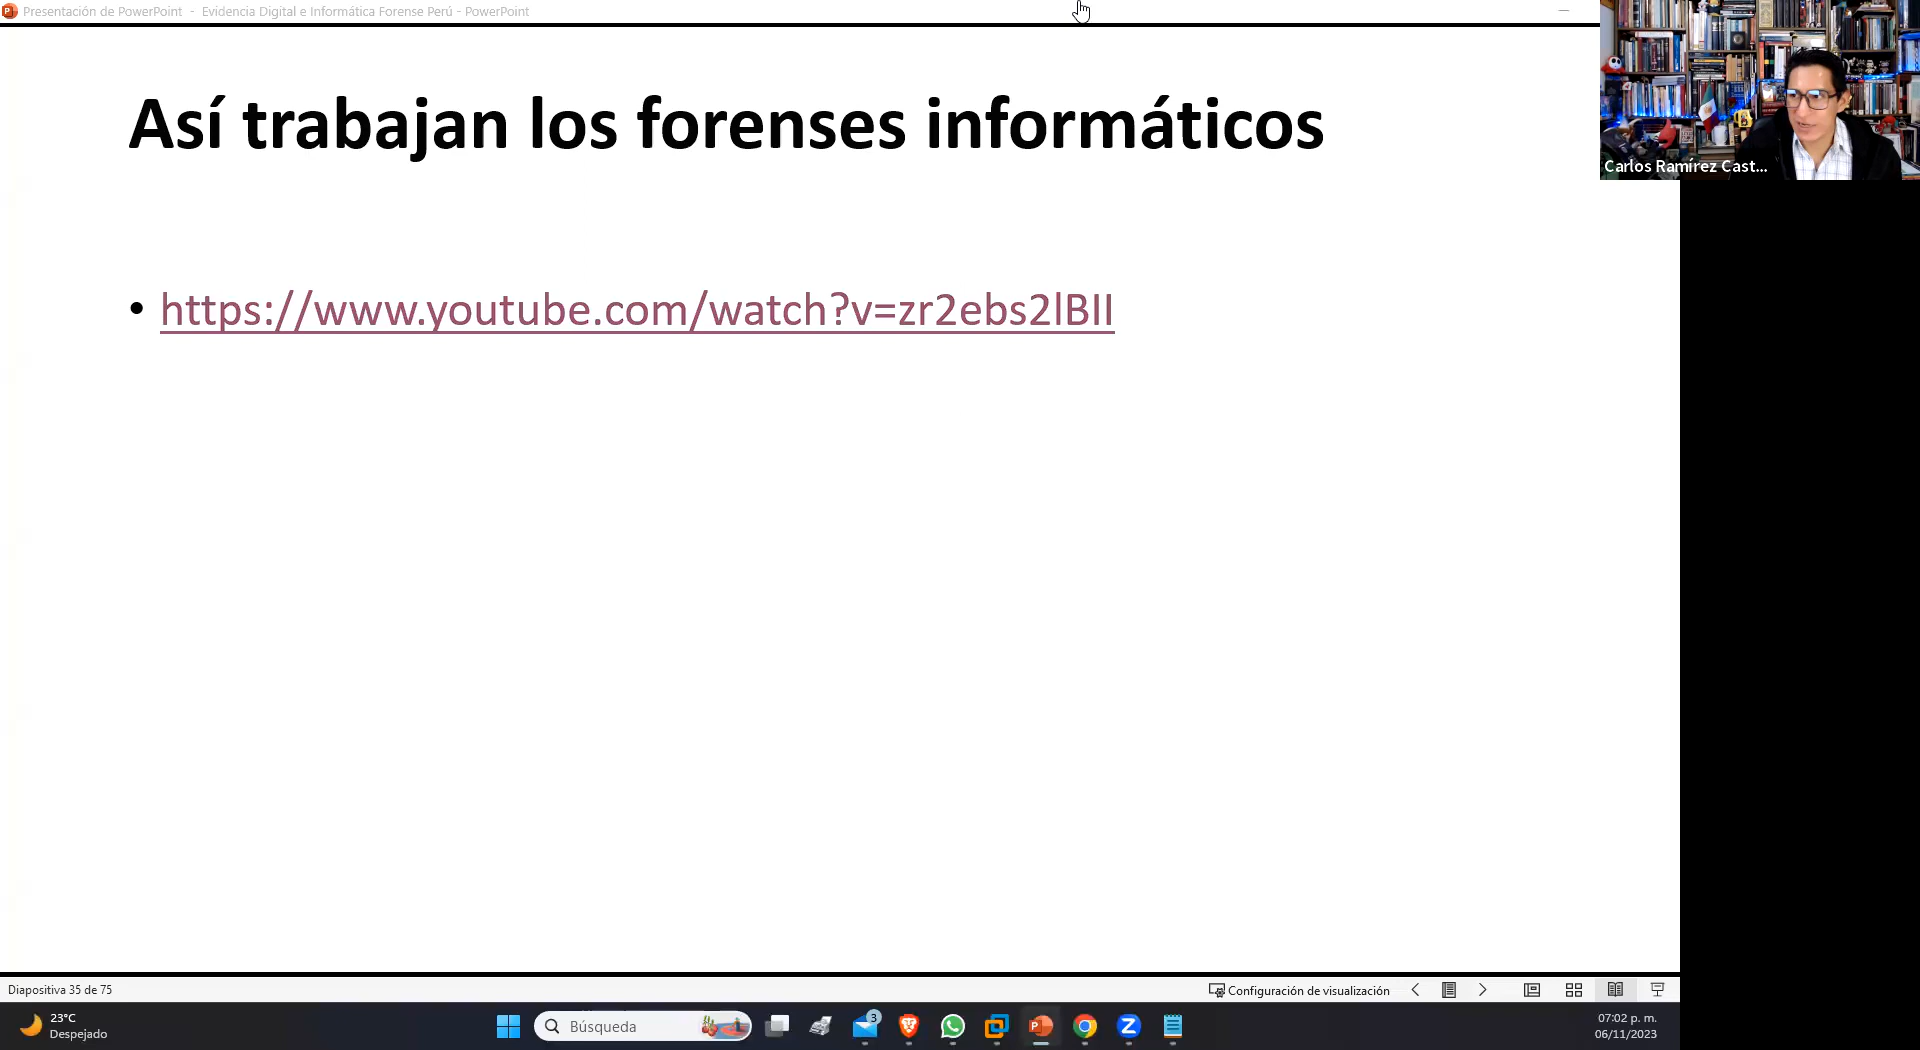 Presentación de PowerPoint - Evidencia Digital e Informática Forense Perú - PowerPoint
Así trabajan los forenses informáticos
Carlos Ramírez Cast...
• https://www.youtube.com/watch?v=zr2ebs2lBII
Diapositiva 35 de 75
Configuración de visualización
23°C
Despejado
Búsqueda
3
07:02 p. m.
06/11/2023